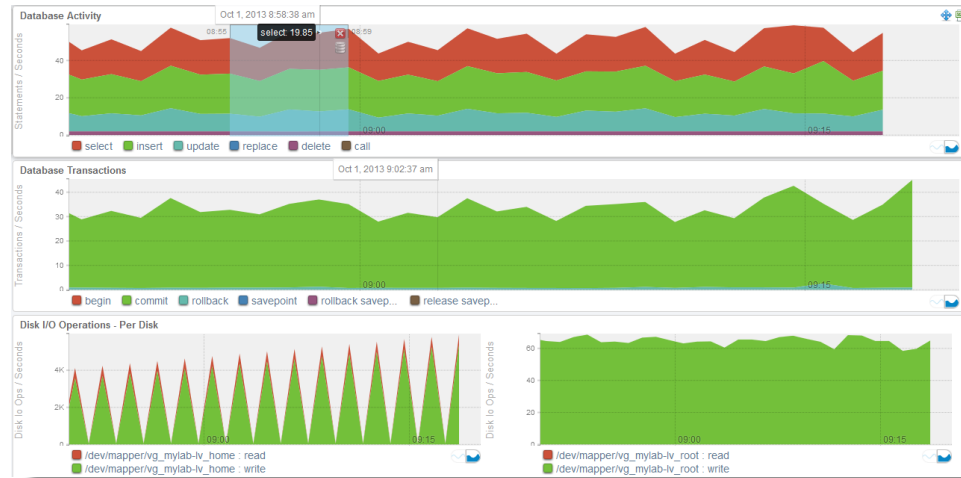 Database Activity
Oct 1, 2013 8:58:38 am
08:55
select: 19.85
08:59
Statements / Seconds
40
20
0
09:00
09:15
select insert update replace delete call
Database Transactions
Oct 1, 2013 9:02:37 am
Transactions / Seconds
40
30
20
10
0
09:00
09:15
begin commit rollback savepoint rollback savep... release savep...
Disk I/O Operations - Per Disk
Disk Io Ops / Seconds
4K
2K
0
09:00
09:15
/dev/mapper/vg_mylab-lv_home : read
/dev/mapper/vg_mylab-lv_home : write
Disk Io Ops / Seconds
60
40
20
0
09:00
09:15
/dev/mapper/vg_mylab-lv_root : read
/dev/mapper/vg_mylab-lv_root : write